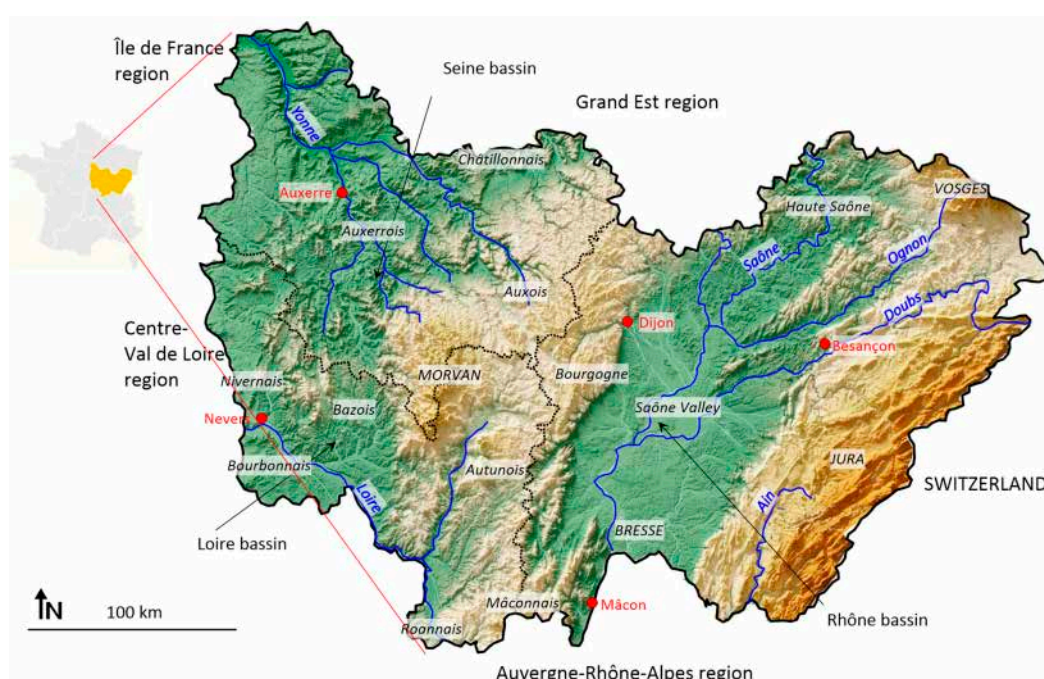 Île de France
region
Seine bassin
Grand Est region
Yonne
Châtillonnais
Auxerre
Auxerrois
Auxois
VOSGES
Haute Saône
Saône
Ognon
Doubs
Dijon
Besançon
Centre-
Val de Loire
region
Nivernais
MORVAN
Bourgogne
Bazois
Nevers
Saône Valley
Bourbonnais
Autunois
JURA
SWITZERLAND
Loire
Ain
BRESSE
Loire bassin
N
100 km
Mâconnais
Mâcon
Roannais
Rhône bassin
Auvergne-Rhône-Alpes region